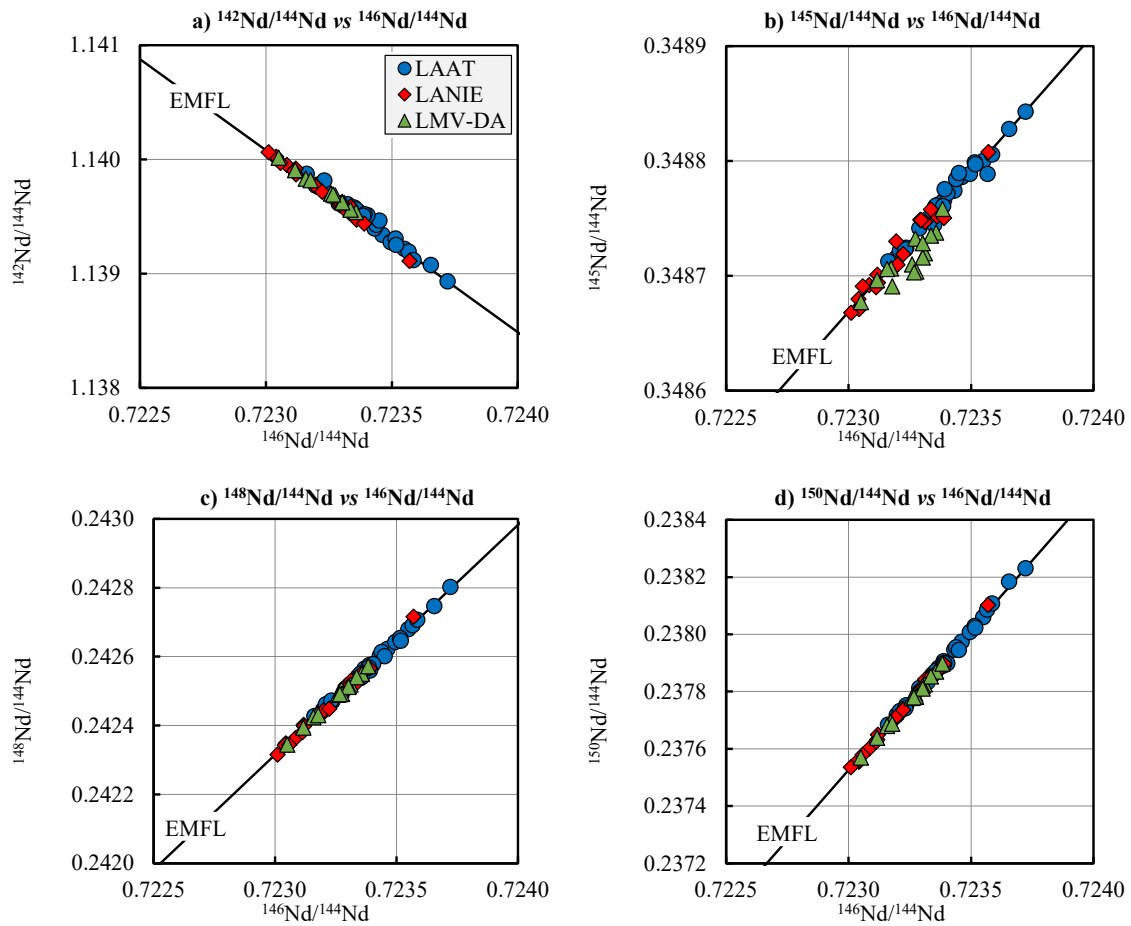 a) ¹⁴²Nd/¹⁴⁴Nd vs ¹⁴⁶Nd/¹⁴⁴Nd
1.141
1.140
1.139
1.138
¹⁴²Nd/¹⁴⁴Nd
EMFL
LAAT
LANIE
LMV-DA
0.7225
0.7230
0.7235
0.7240
¹⁴⁶Nd/¹⁴⁴Nd
b) ¹⁴⁵Nd/¹⁴⁴Nd vs ¹⁴⁶Nd/¹⁴⁴Nd
0.3489
0.3488
0.3487
0.3486
¹⁴⁵Nd/¹⁴⁴Nd
EMFL
0.7225
0.7230
0.7235
0.7240
¹⁴⁶Nd/¹⁴⁴Nd
c) ¹⁴⁸Nd/¹⁴⁴Nd vs ¹⁴⁶Nd/¹⁴⁴Nd
0.2430
0.2428
0.2426
0.2424
0.2422
0.2420
¹⁴⁸Nd/¹⁴⁴Nd
EMFL
0.7225
0.7230
0.7235
0.7240
¹⁴⁶Nd/¹⁴⁴Nd
d) ¹⁵⁰Nd/¹⁴⁴Nd vs ¹⁴⁶Nd/¹⁴⁴Nd
0.2384
0.2382
0.2380
0.2378
0.2376
0.2374
0.2372
¹⁵⁰Nd/¹⁴⁴Nd
EMFL
0.7225
0.7230
0.7235
0.7240
¹⁴⁶Nd/¹⁴⁴Nd